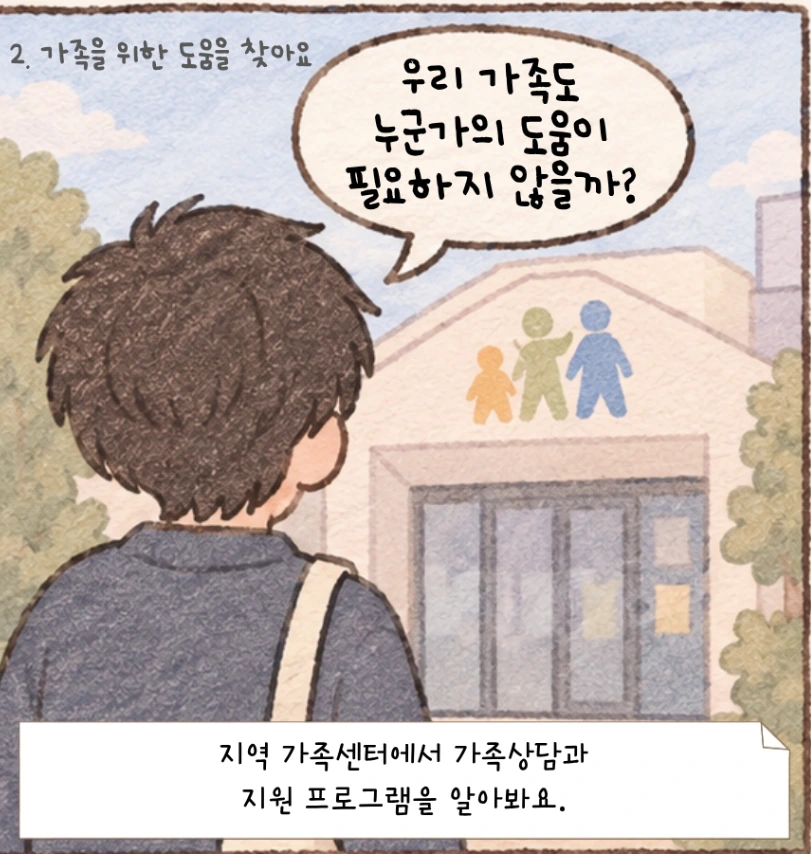 2. 가족을 위한 도움을 찾아요
우리 가족도
누군가의 도움이
필요하지 않을까?
지역 가족센터에서 가족상담과
지원 프로그램을 알아봐요.